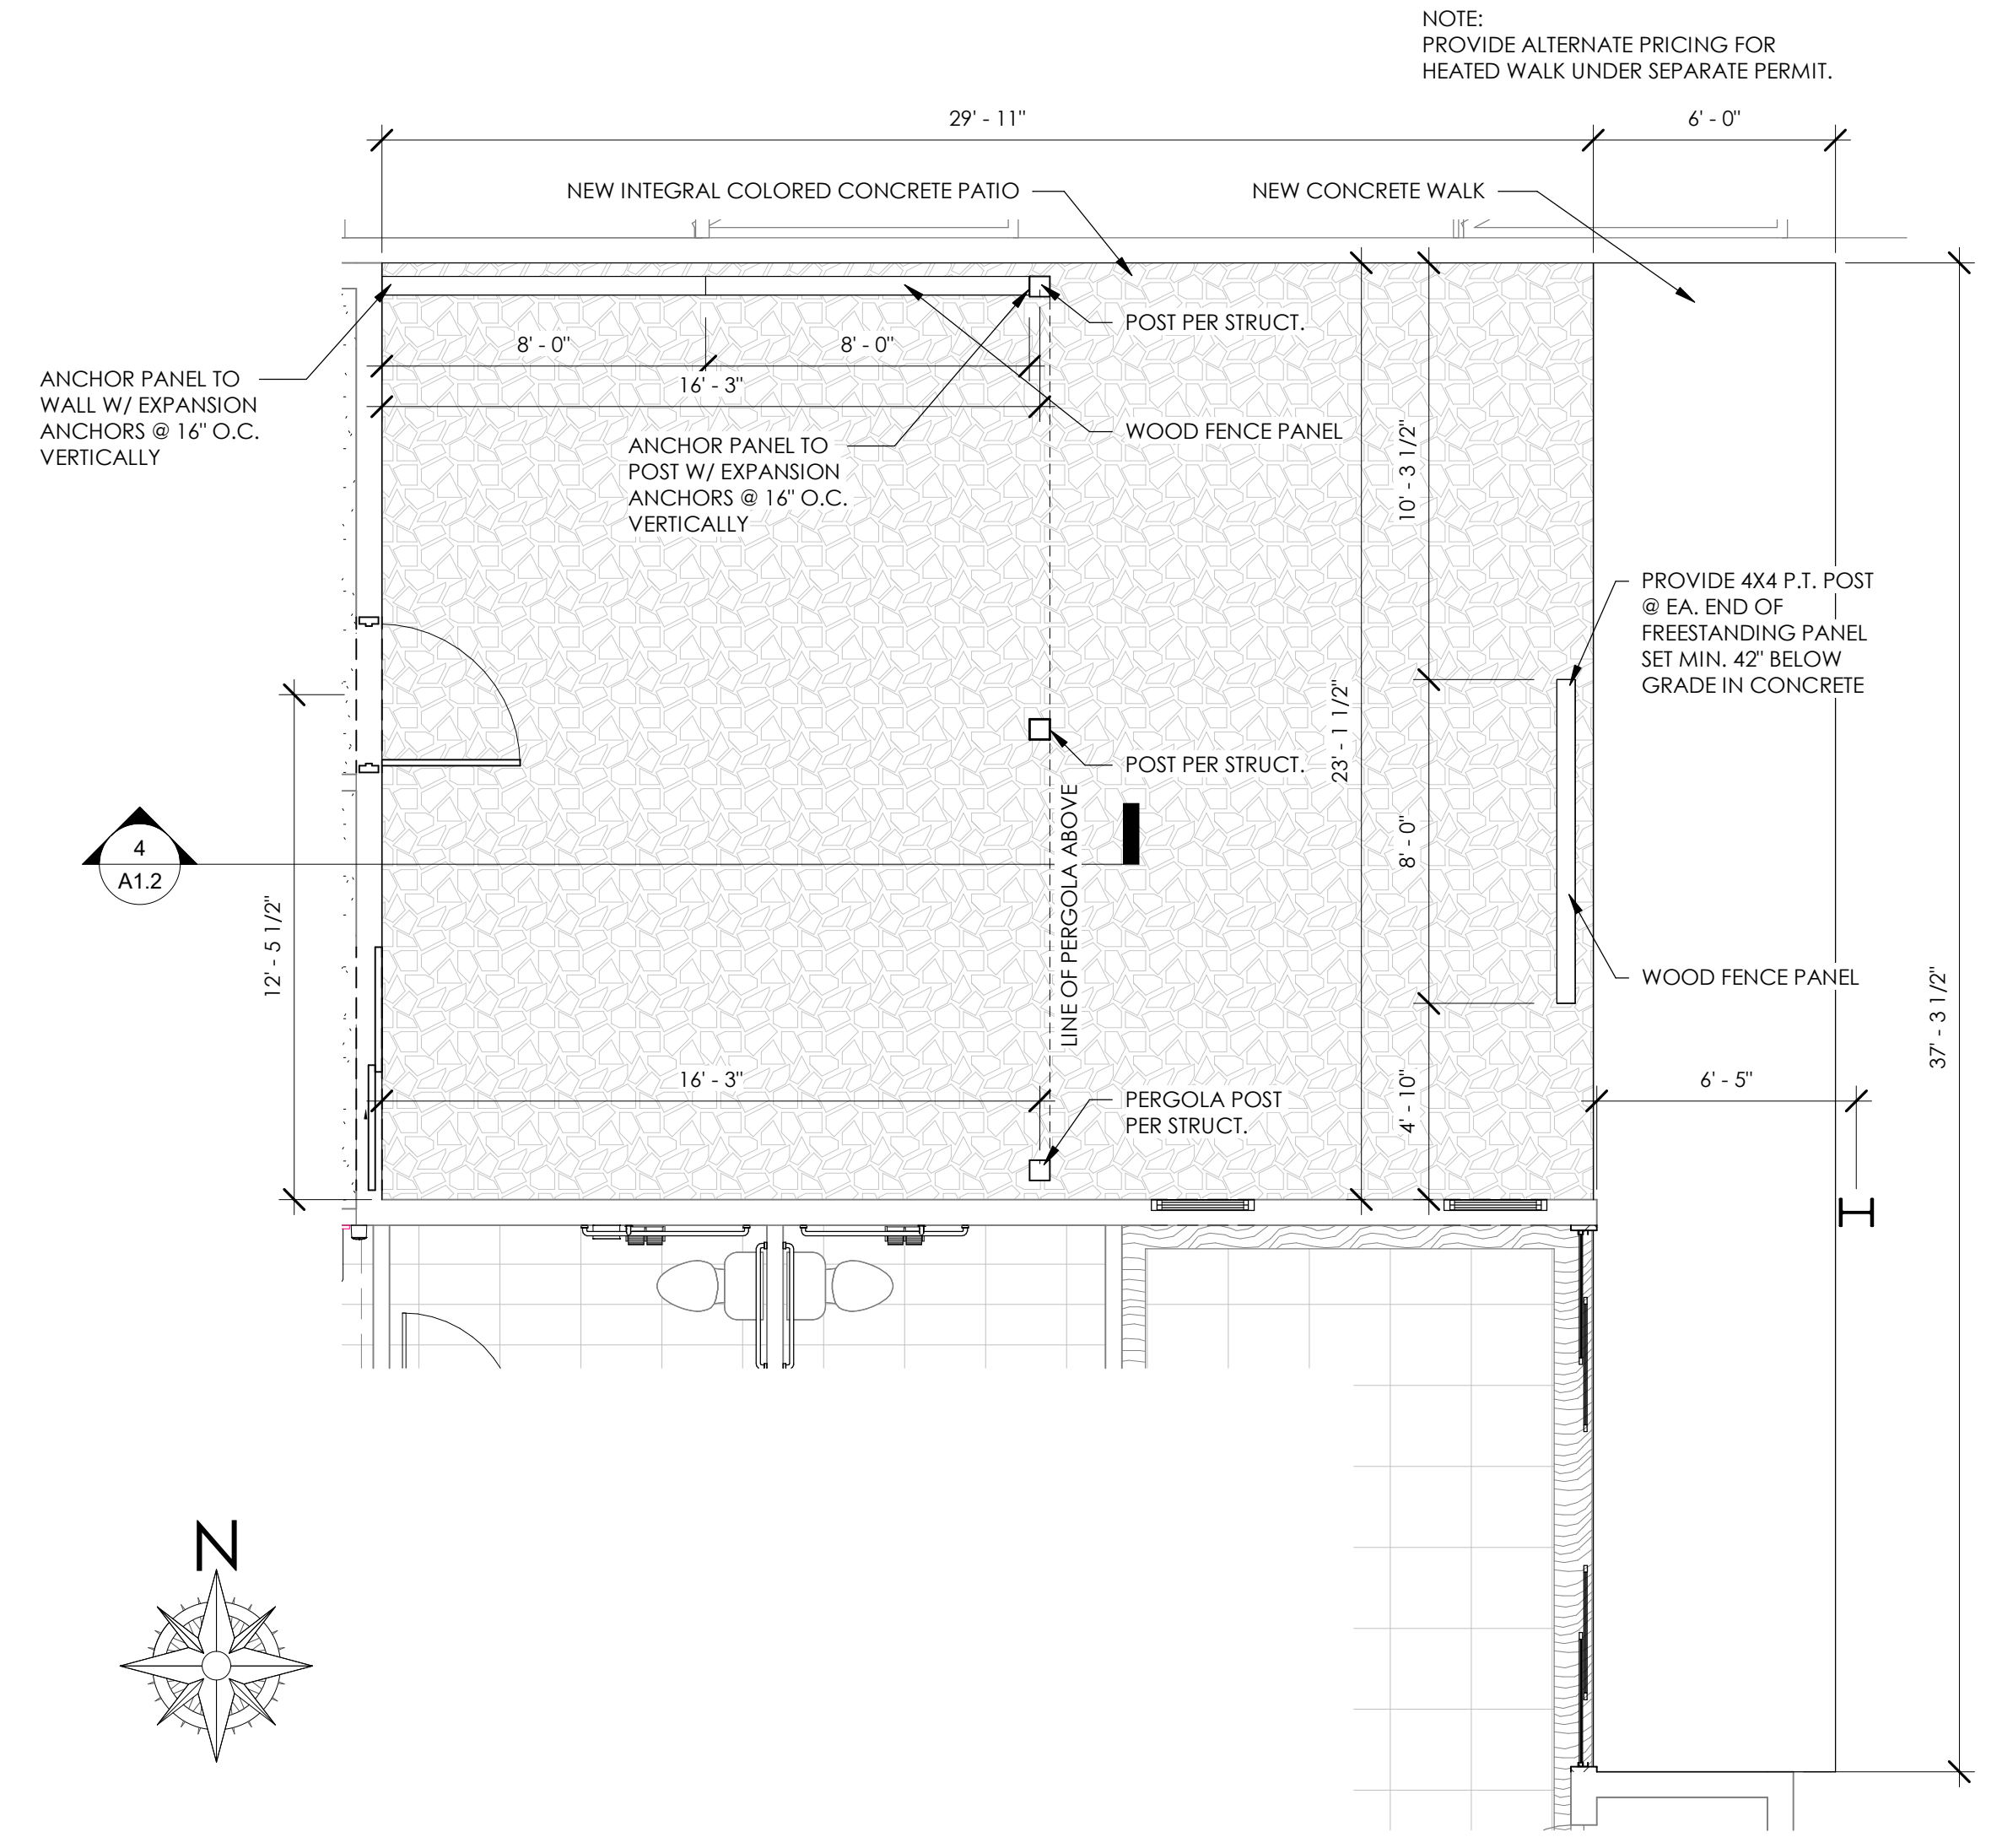 NOTE:
PROVIDE ALTERNATE PRICING FOR
HEATED WALK UNDER SEPARATE PERMIT.
29' - 11"
6' - 0"
NEW INTEGRAL COLORED CONCRETE PATIO
NEW CONCRETE WALK
POST PER STRUCT.
8' - 0"
8' - 0"
16' - 3"
ANCHOR PANEL TO
WALL W/ EXPANSION
ANCHORS @ 16" O.C.
VERTICALLY
WOOD FENCE PANEL
ANCHOR PANEL TO
POST W/ EXPANSION
ANCHORS @ 16" O.C.
VERTICALLY
10' - 3 1/2"
PROVIDE 4X4 P.T. POST
@ EA. END OF
FREESTANDING PANEL
SET MIN. 42" BELOW
GRADE IN CONCRETE
23' - 1 1/2"
POST PER STRUCT.
8' - 0"
4
A1.2
LINE OF PERGOLA ABOVE
12' - 5 1/2"
WOOD FENCE PANEL
37' - 3 1/2"
16' - 3"
6' - 5"
PERGOLA POST
PER STRUCT.
4' - 10"
N